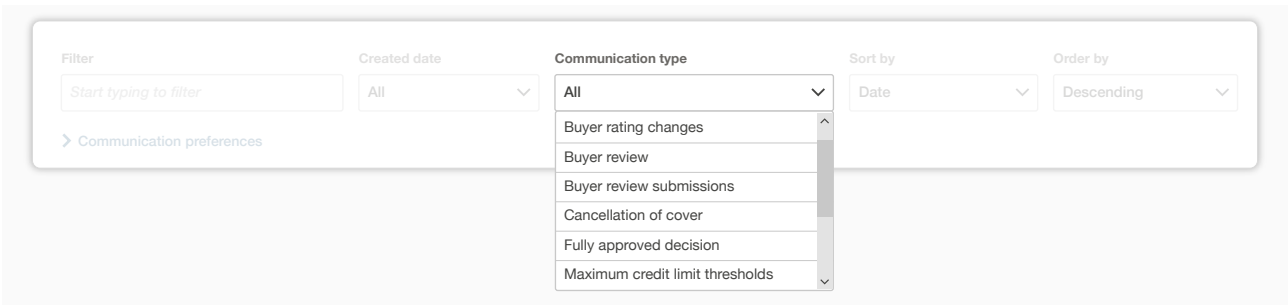 Filter Created date Communication type Sort by Order by
Start typing to filter All All Date Descending
Communication preferences
Buyer rating changes
Buyer review
Buyer review submissions
Cancellation of cover
Fully approved decision
Maximum credit limit thresholds